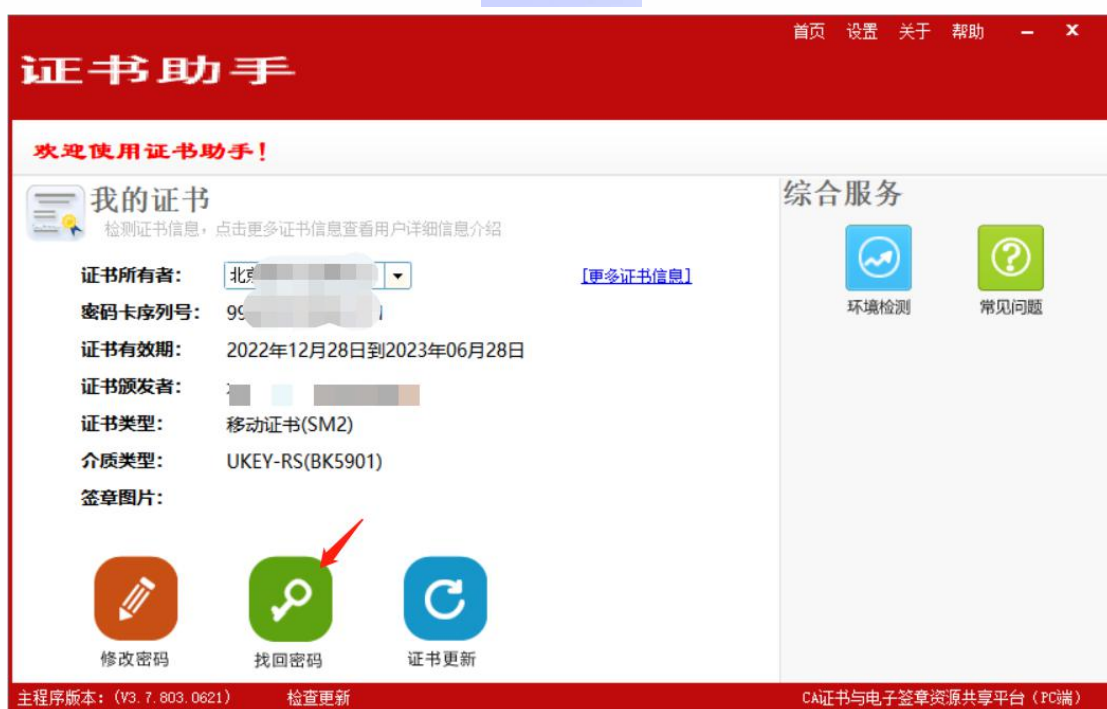 首页 设置 关于 帮助
证书助手
欢迎使用证书助手！
我的证书
检测证书信息，点击更多证书信息查看用户详细信息介绍
证书所有者： 北京
[更多证书信息]
密码卡序列号： 99
证书有效期： 2022年12月28日到2023年06月28日
证书颁发者：
证书类型： 移动证书(SM2)
介质类型： UKEY-RS(BK5901)
签章图片：
修改密码 找回密码 证书更新
综合服务
环境检测 常见问题
主程序版本：(V3.7.803.0621) 检查更新
CA证书与电子签章资源共享平台（PC端）